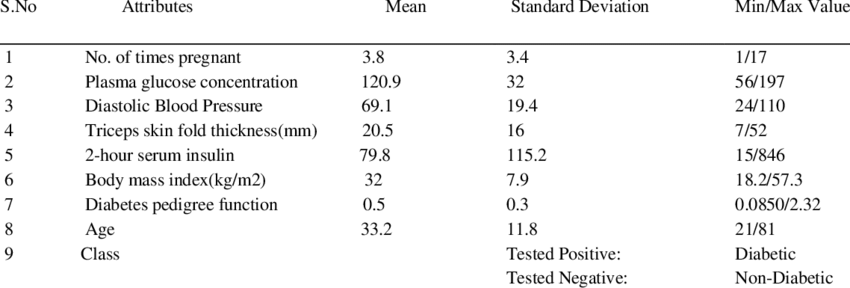 S.No Attributes Mean Standard Deviation Min/Max Value
1 No. of times pregnant 3.8 3.4 1/17
2 Plasma glucose concentration 120.9 32 56/197
3 Diastolic Blood Pressure 69.1 19.4 24/110
4 Triceps skin fold thickness(mm) 20.5 16 7/52
5 2-hour serum insulin 79.8 115.2 15/846
6 Body mass index(kg/m2) 32 7.9 18.2/57.3
7 Diabetes pedigree function 0.5 0.3 0.0850/2.32
8 Age 33.2 11.8 21/81
9 Class Tested Positive: Diabetic
Tested Negative: Non-Diabetic